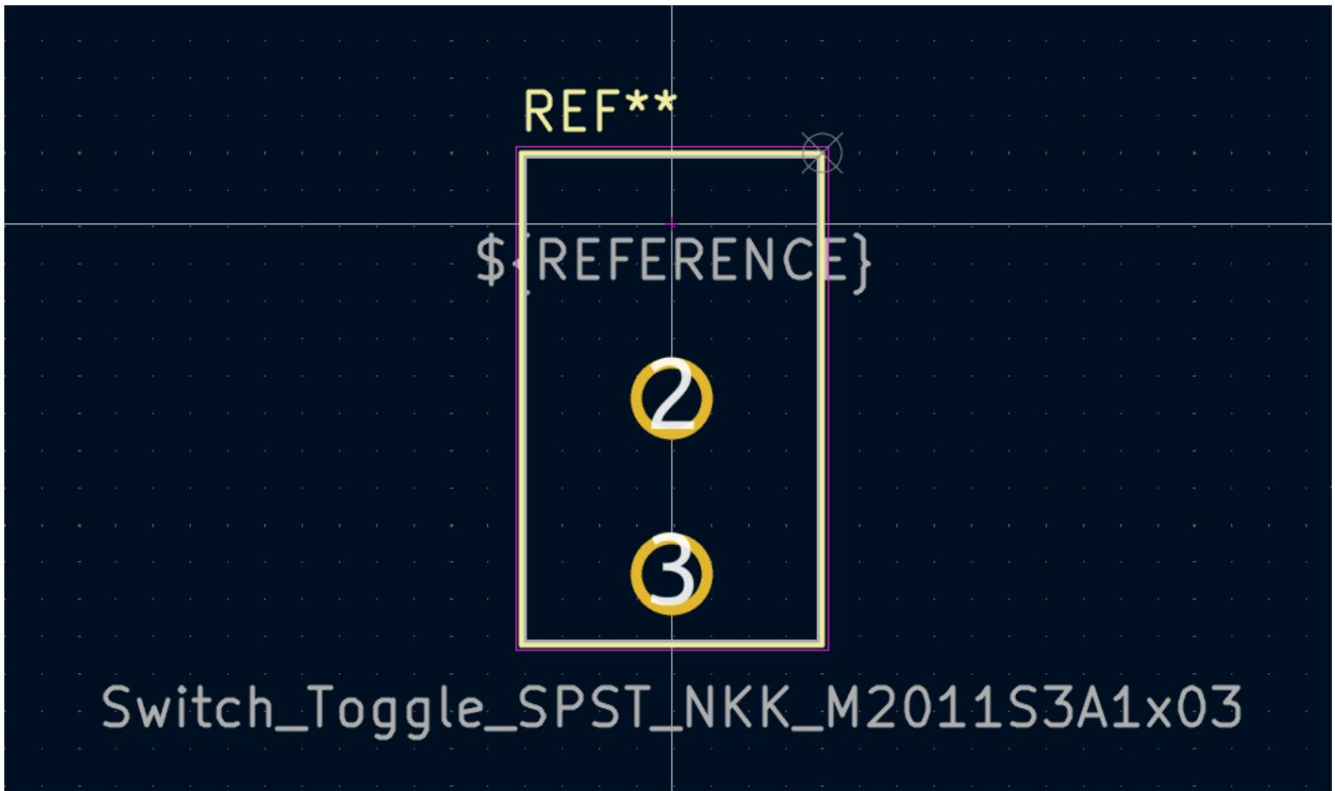 REF**
${REFERENCE}
2
3
Switch_Toggle_SPST_NKK_M2011S3A1x03